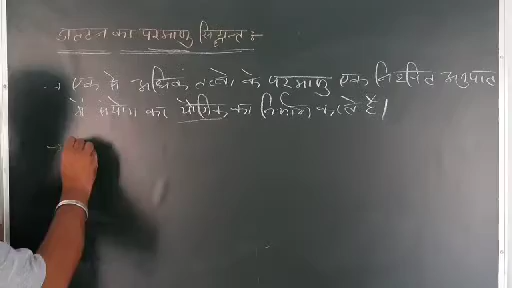 डाल्टन का परमाणु सिद्धान्त :-
→ एक से अधिक तत्वो के परमाणु एक निश्चित अनुपात
में संयोग कर यौगिक का निर्माण करते है।
→